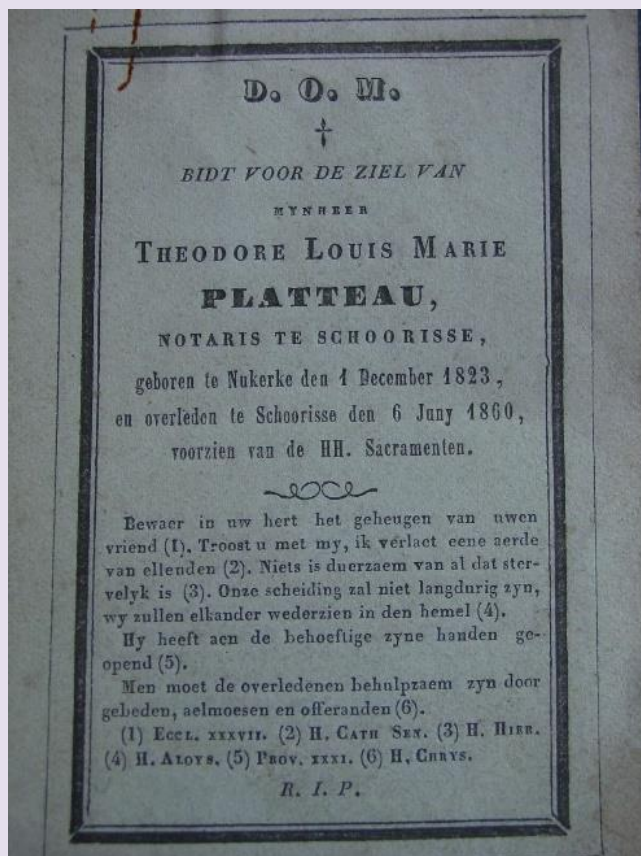 D. O. M.
BIDT VOOR DE ZIEL VAN
MYNHEER
THEODORE LOUIS MARIE
PLATTEAU,
NOTARIS TE SCHOORISSE,
geboren te Nukerke den 1 December 1823,
en overleden te Schoorisse den 6 Juny 1860,
voorzien van de HH. Sacramenten.
Bewaer in uw hert het geheugen van uwen
vriend (1). Troost u met my, ik verlaet eene aerde
van ellenden (2). Niets is duerzaem van al dat ster-
velyk is (3). Onze scheiding zal niet langdurig zyn,
wy zullen elkander wederzien in den hemel (4).
Hy heeft aen de behoeftige zyne handen ge-
opend (5).
Men moet de overledenen behulpzaem zyn door
gebeden, aelmoesen en offeranden (6).
(1) ECCL. XXXVII. (2) H. CATH SEN. (3) H. HIER.
(4) H. ALOYS. (5) PROV. XXXI. (6) H. CHRYS.
R. I. P.